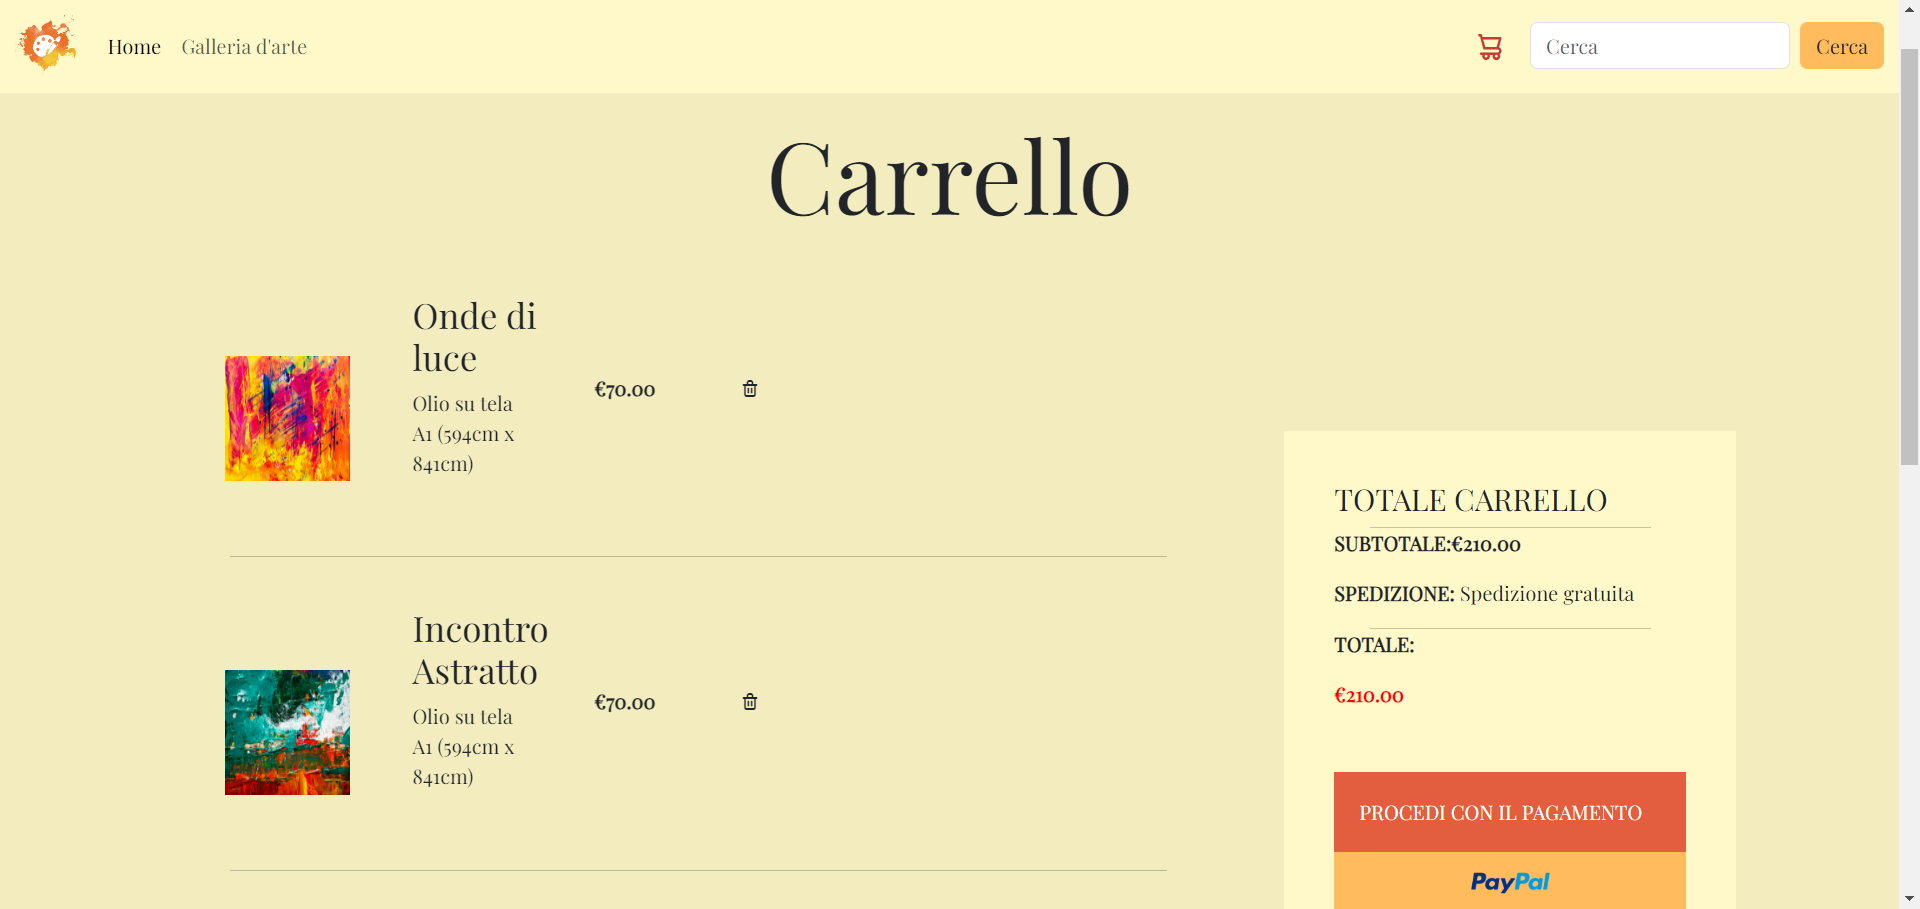 Home
Galleria d'arte
Cerca
Cerca
Carrello
Onde di
luce
Olio su tela
A1 (594cm x
841cm)
€70.00
Incontro
Astratto
Olio su tela
A1 (594cm x
841cm)
€70.00
TOTALE CARRELLO
SUBTOTALE:€210.00
SPEDIZIONE: Spedizione gratuita
TOTALE:
€210.00
PROCEDI CON IL PAGAMENTO
PayPal